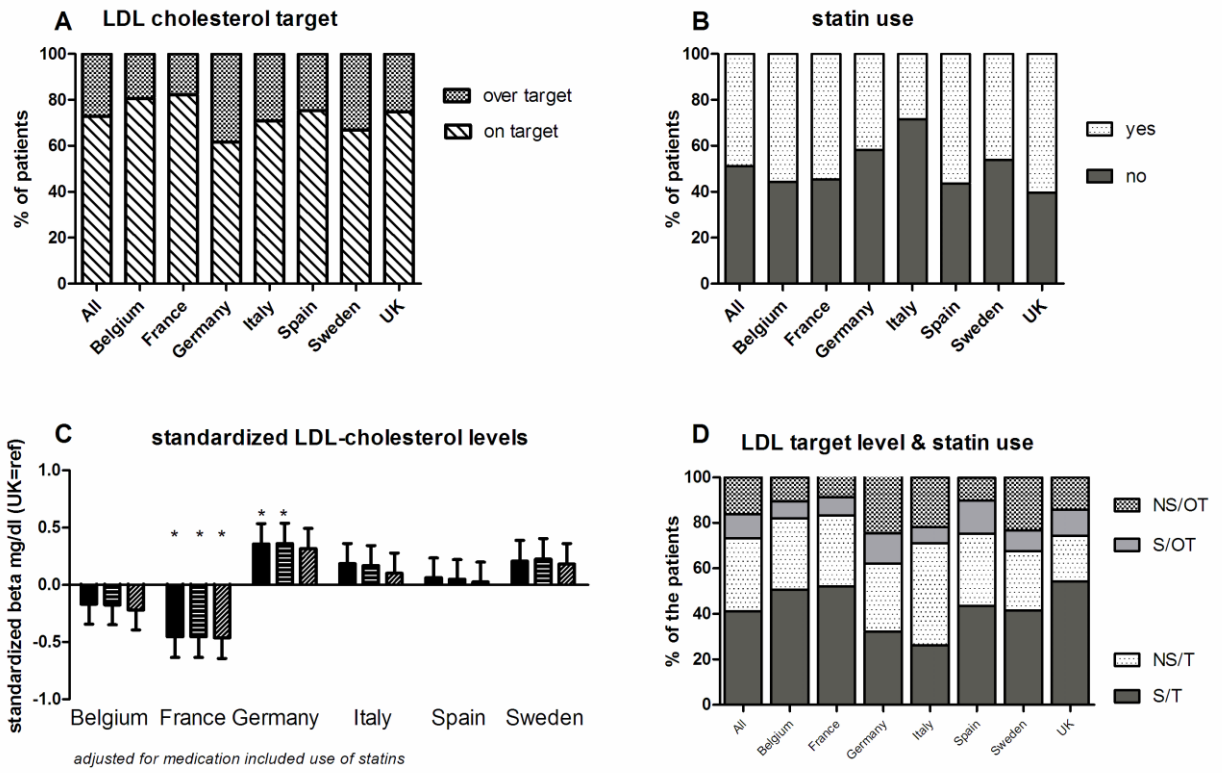 A LDL cholesterol target
% of patients
100
80
60
40
20
0
All Belgium France Germany Italy Spain Sweden UK
over target
on target
B statin use
% of patients
100
80
60
40
20
0
All Belgium France Germany Italy Spain Sweden UK
yes
no
C standardized LDL-cholesterol levels
standardized beta mg/dl (UK=ref)
1.0
0.5
0.0
-0.5
-1.0
* * *
* *
Belgium France Germany Italy Spain Sweden
adjusted for medication included use of statins
D LDL target level & statin use
% of the patients
100
80
60
40
20
0
All Belgium France Germany Italy Spain Sweden UK
NS/OT
S/OT
NS/T
S/T